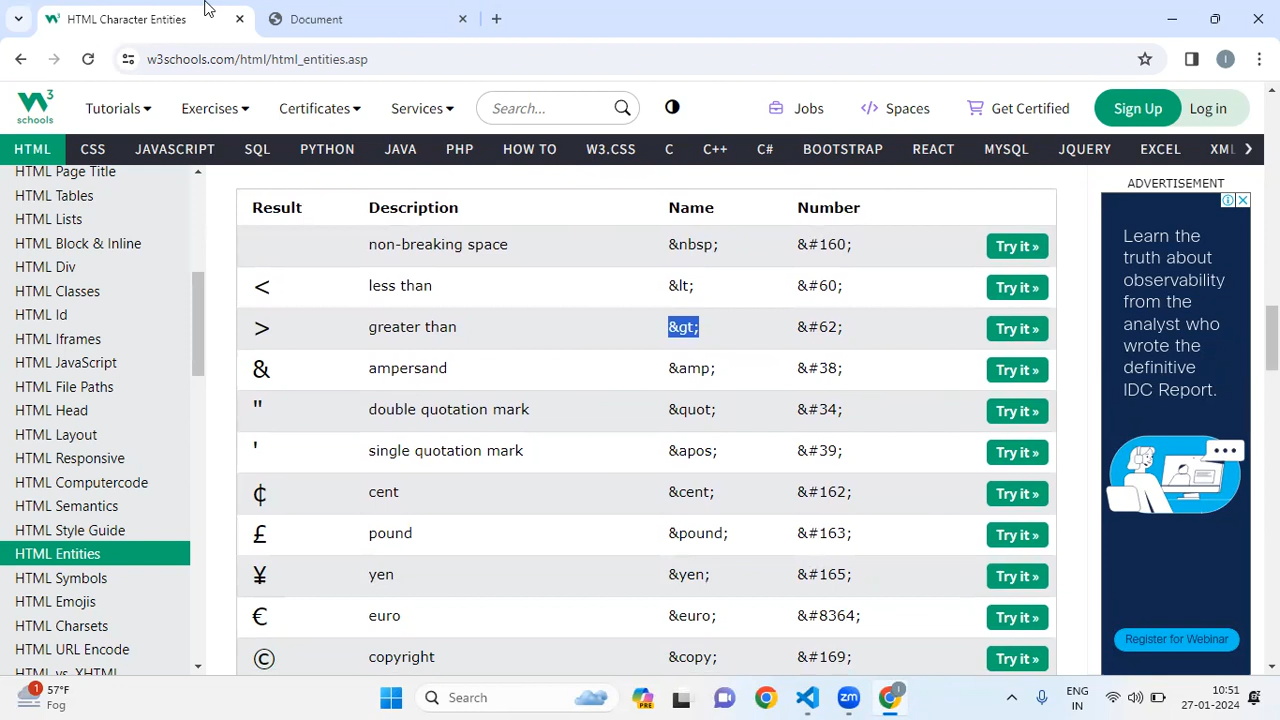 HTML Character Entities
Document
w3schools.com/html/html_entities.asp
I
W3
schools
Tutorials
Exercises
Certificates
Services
Search...
Jobs
Spaces
Get Certified
Sign Up
Log in
HTML CSS JAVASCRIPT SQL PYTHON JAVA PHP HOW TO W3.CSS C C++ C# BOOTSTRAP REACT MYSQL JQUERY EXCEL XML
HTML Page Title
HTML Tables
HTML Lists
HTML Block & Inline
HTML Div
HTML Classes
HTML Id
HTML Iframes
HTML JavaScript
HTML File Paths
HTML Head
HTML Layout
HTML Responsive
HTML Computercode
HTML Semantics
HTML Style Guide
HTML Entities
HTML Symbols
HTML Emojis
HTML Charsets
HTML URL Encode
HTML vs. XHTML
Result Description Name Number
non-breaking space &nbsp; &#160; Try it »
< less than &lt; &#60; Try it »
> greater than &gt; &#62; Try it »
& ampersand &amp; &#38; Try it »
" double quotation mark &quot; &#34; Try it »
' single quotation mark &apos; &#39; Try it »
¢ cent &cent; &#162; Try it »
£ pound &pound; &#163; Try it »
¥ yen &yen; &#165; Try it »
€ euro &euro; &#8364; Try it »
© copyright &copy; &#169; Try it »
ADVERTISEMENT
Learn the
truth about
observability
from the
analyst who
wrote the
definitive
IDC Report.
Register for Webinar
1
57°F
Fog
Search
PRE
zm
ENG
IN
10:51
27-01-2024